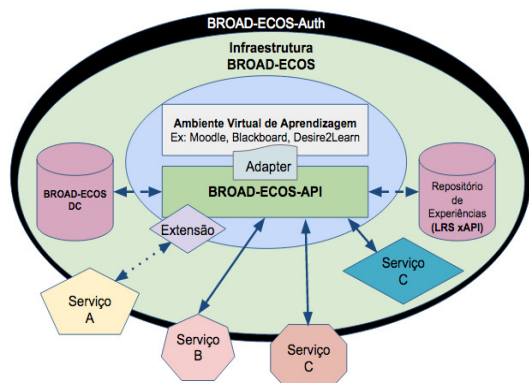 BROAD-ECOS-Auth
Infraestrutura
BROAD-ECOS
Ambiente Virtual de Aprendizagem
Ex: Moodle, Blackboard, Desire2Learn
Adapter
BROAD-ECOS-API
BROAD-ECOS
DC
Repositório
de
Experiências
(LRS xAPI)
Extensão
Serviço
A
Serviço
B
Serviço
C
Serviço
C